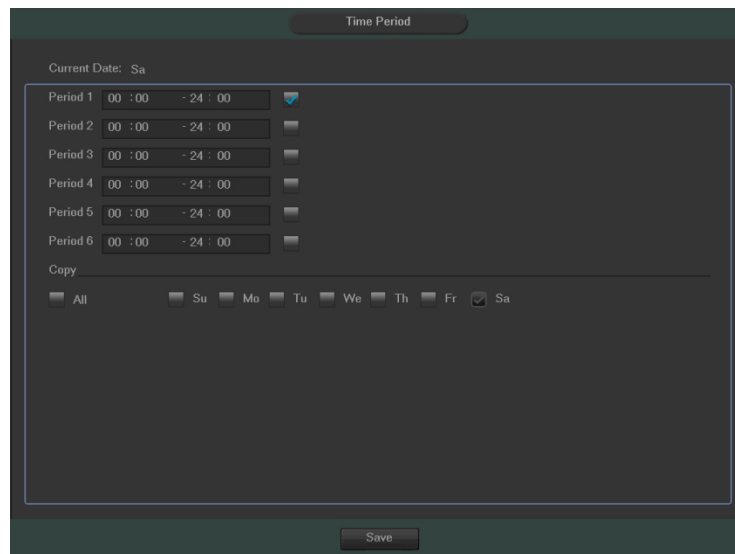 Time Period
Current Date: Sa
Period 1 00 :00 - 24 : 00
Period 2 00 :00 - 24 : 00
Period 3 00 :00 - 24 : 00
Period 4 00 :00 - 24 : 00
Period 5 00 :00 - 24 : 00
Period 6 00 :00 - 24 : 00
Copy
All Su Mo Tu We Th Fr Sa
Save